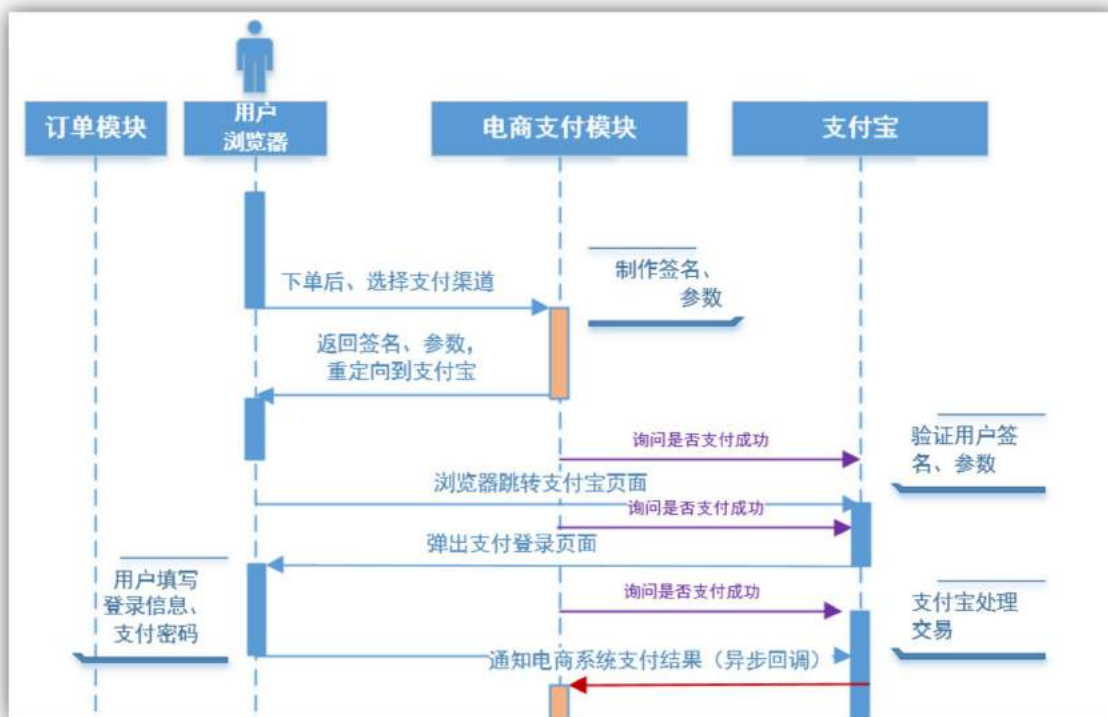 订单模块
用户
浏览器
电商支付模块
支付宝
下单后、选择支付渠道
制作签名、
参数
返回签名、参数,
重定向到支付宝
询问是否支付成功
验证用户签
名、参数
浏览器跳转支付宝页面
询问是否支付成功
弹出支付登录页面
用户填写
登录信息、
支付密码
询问是否支付成功
支付宝处理
交易
通知电商系统支付结果（异步回调）